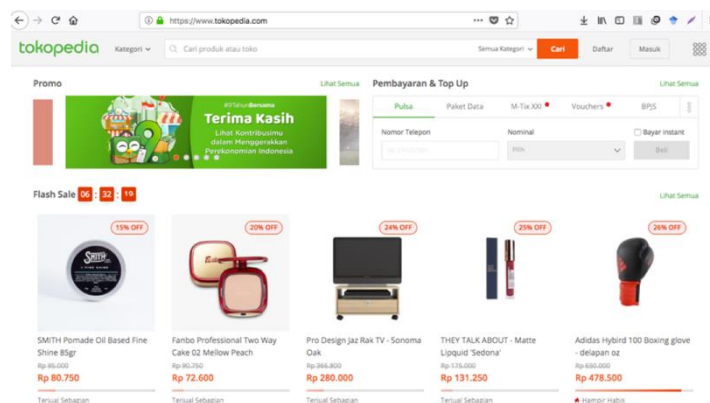 https://www.tokopedia.com
tokopedia
Kategori
Cari produk atau toko
Semua Kategori
Cari
Daftar
Masuk
Promo
Lihat Semua
#9TahunBersama
Terima Kasih
Lihat Kontribusimu
dalam Menggerakkan
Perekonomian Indonesia
Pembayaran & Top Up
Lihat Semua
Pulsa
Paket Data
M-Tix XXI
Vouchers
BPJS
Nomor Telepon
Nominal
Bayar instant
Pilih
Beli
Flash Sale 06 : 32 : 19
Lihat Semua
15% OFF
20% OFF
24% OFF
25% OFF
26% OFF
SMITH
SMITH Pomade Oil Based Fine
Shine 85gr
Rp 95.000
Rp 80.750
Terjual Sebagian
Fanbo Professional Two Way
Cake 02 Mellow Peach
Rp 90.750
Rp 72.600
Terjual Sebagian
Pro Design Jaz Rak TV - Sonoma
Oak
Rp 366.800
Rp 280.000
Terjual Sebagian
THEY TALK ABOUT - Matte
Lipquid 'Sedona'
Rp 175.000
Rp 131.250
Terjual Sebagian
Adidas Hybird 100 Boxing glove
- delapan oz
Rp 650.000
Rp 478.500
Hampir Habis